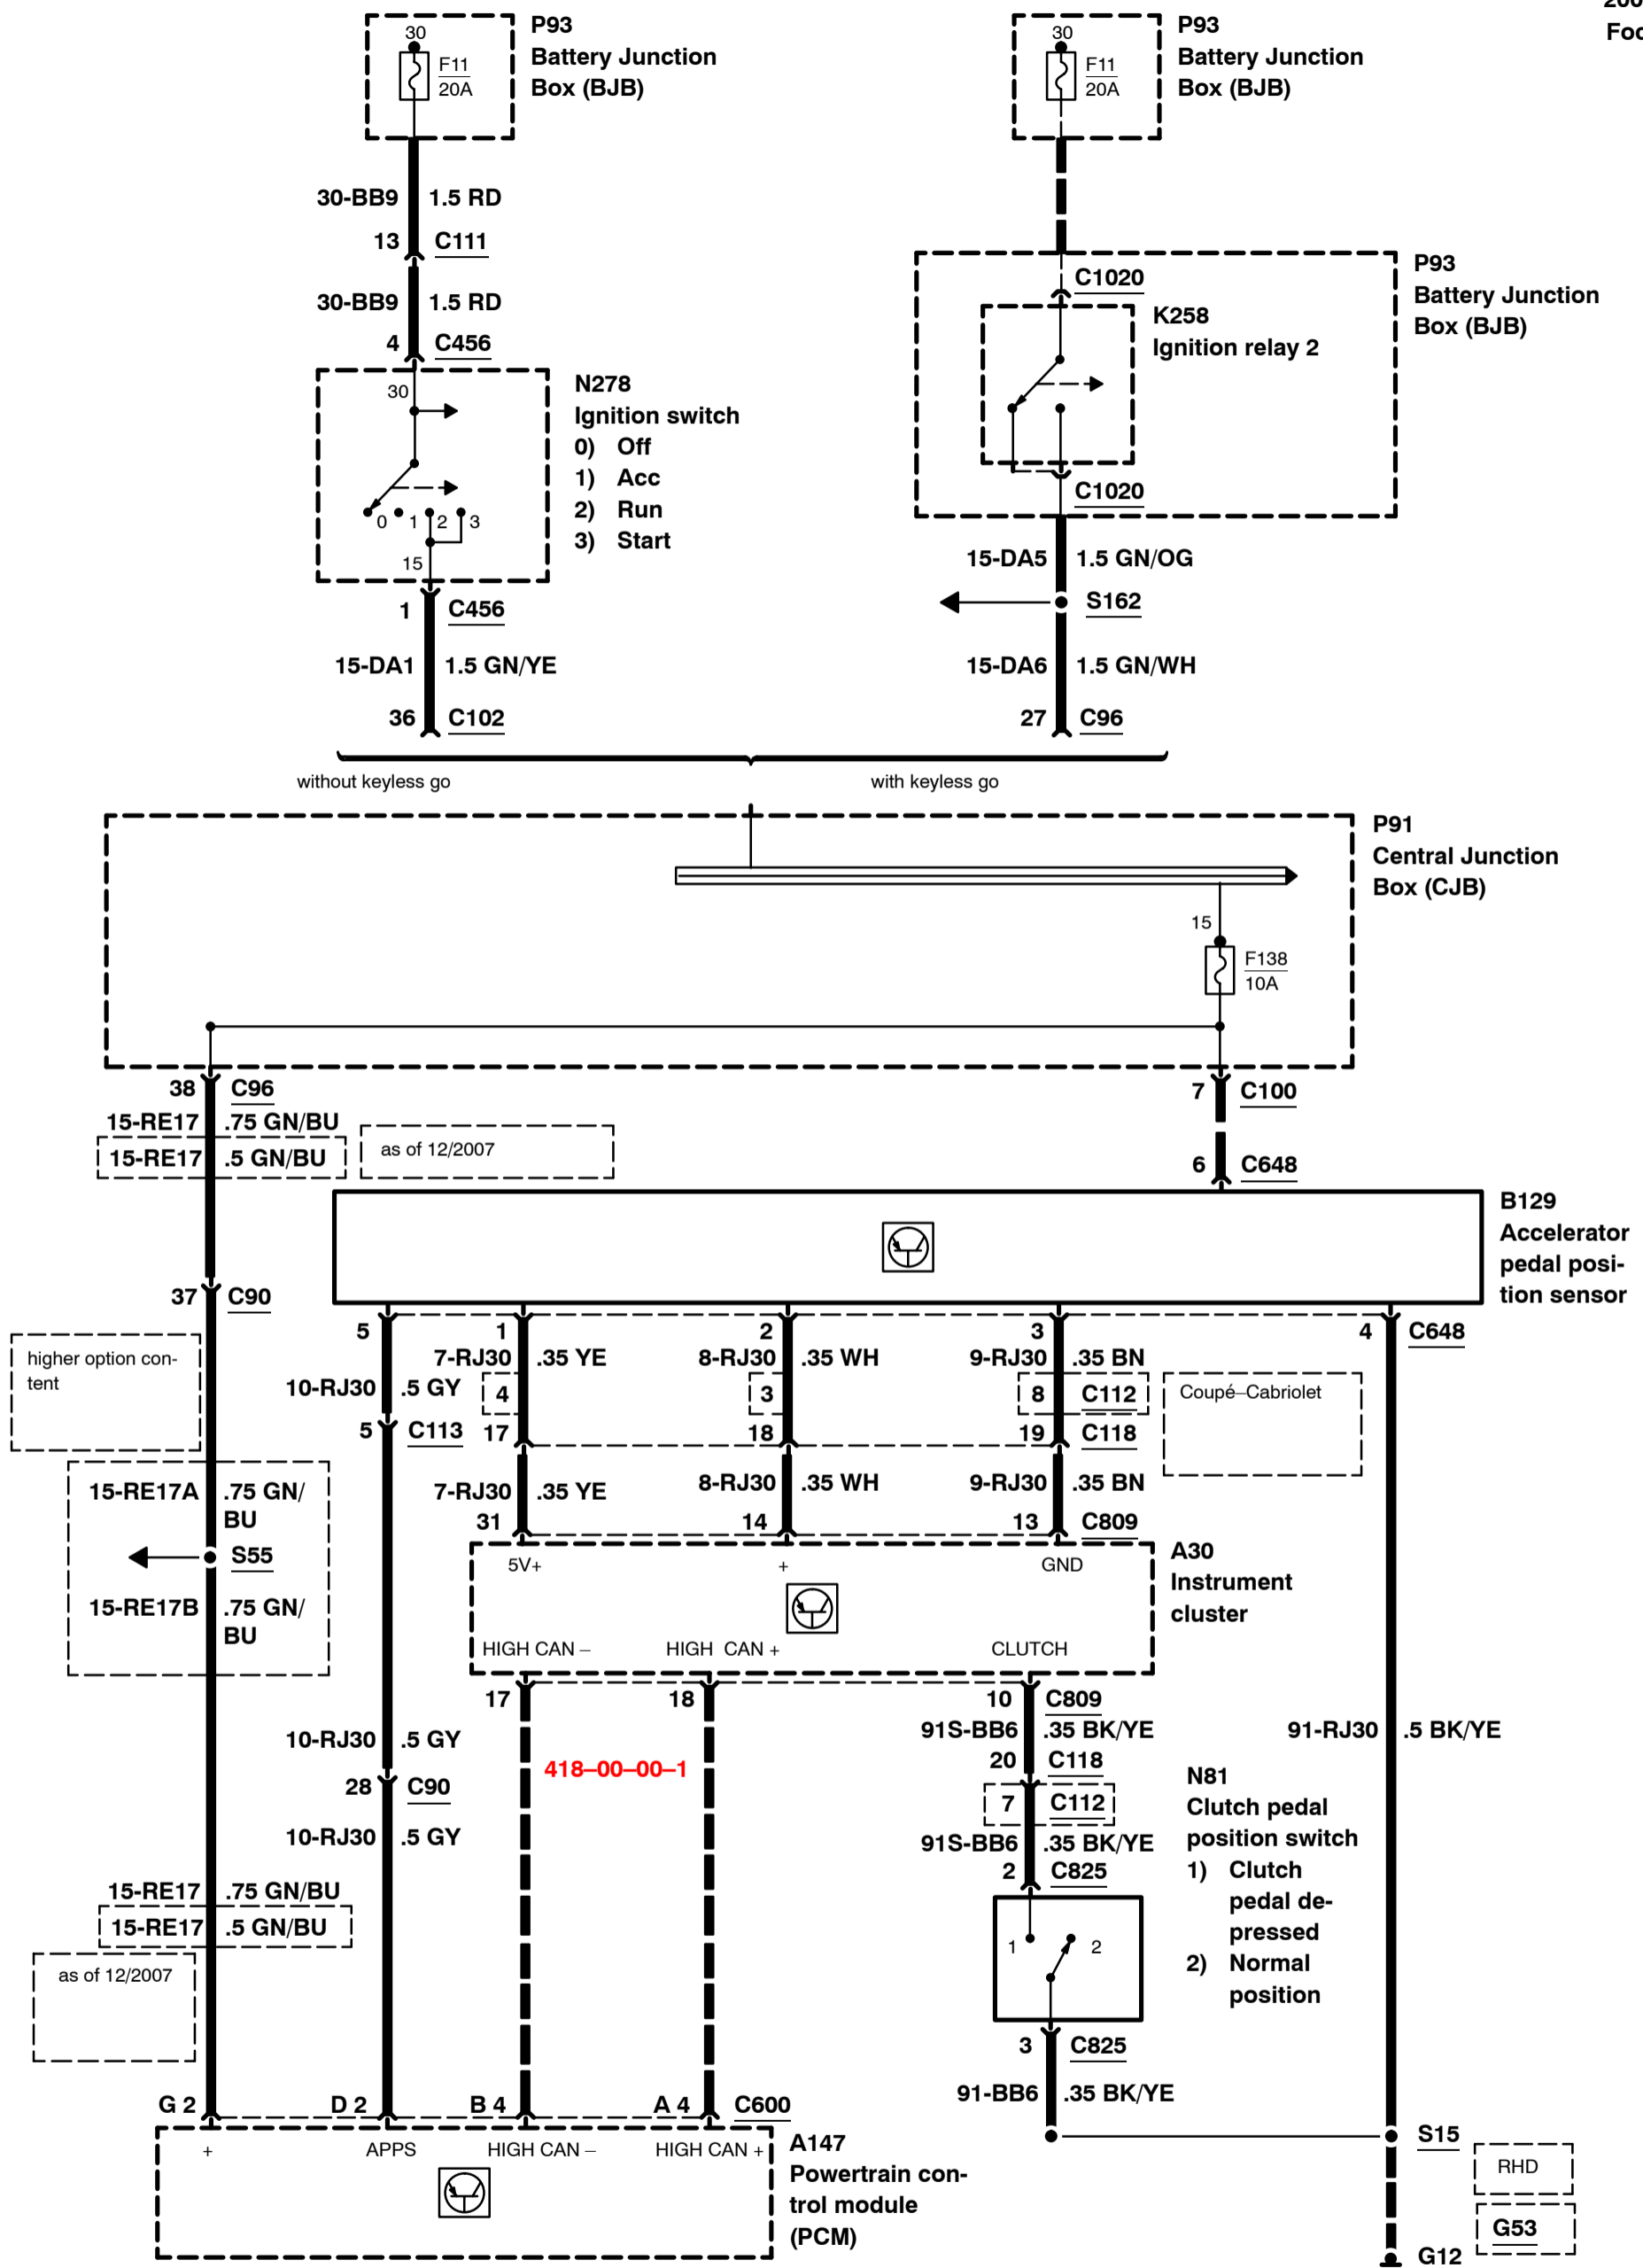 200
Foc
P93
Battery Junction
Box (BJB)
30
F11
20A
P93
Battery Junction
Box (BJB)
30
F11
20A
30-BB9 1.5 RD
13 C111
30-BB9 1.5 RD
4 C456
30
N278
Ignition switch
0) Off
1) Acc
2) Run
3) Start
0 1 2 3
15
1 C456
15-DA1 1.5 GN/YE
36 C102
P93
Battery Junction
Box (BJB)
C1020
K258
Ignition relay 2
C1020
15-DA5 1.5 GN/OG
S162
15-DA6 1.5 GN/WH
27 C96
without keyless go
with keyless go
P91
Central Junction
Box (CJB)
15
F138
10A
38 C96
15-RE17 .75 GN/BU
15-RE17 .5 GN/BU
as of 12/2007
7 C100
6 C648
B129
Accelerator
pedal posi-
tion sensor
37 C90
higher option con-
tent
5 1 2 3 4 C648
7-RJ30 .35 YE
8-RJ30 .35 WH
9-RJ30 .35 BN
10-RJ30 .5 GY
4 3 8 C112
Coupé–Cabriolet
5 C113
17 18 19 C118
7-RJ30 .35 YE
8-RJ30 .35 WH
9-RJ30 .35 BN
31 14 13 C809
15-RE17A .75 GN/
BU
S55
15-RE17B .75 GN/
BU
5V+ + GND
A30
Instrument
cluster
HIGH CAN – HIGH CAN + CLUTCH
17 18 10 C809
91S-BB6 .35 BK/YE
10-RJ30 .5 GY
418–00–00–1
20 C118
28 C90
7 C112
10-RJ30 .5 GY
91S-BB6 .35 BK/YE
2 C825
91-RJ30 .5 BK/YE
N81
Clutch pedal
position switch
1) Clutch
pedal de-
pressed
2) Normal
position
1 2
15-RE17 .75 GN/BU
15-RE17 .5 GN/BU
as of 12/2007
3 C825
91-BB6 .35 BK/YE
G 2 D 2 B 4 A 4 C600
+ APPS HIGH CAN – HIGH CAN +
A147
Powertrain con-
trol module
(PCM)
S15
RHD
G53
G12